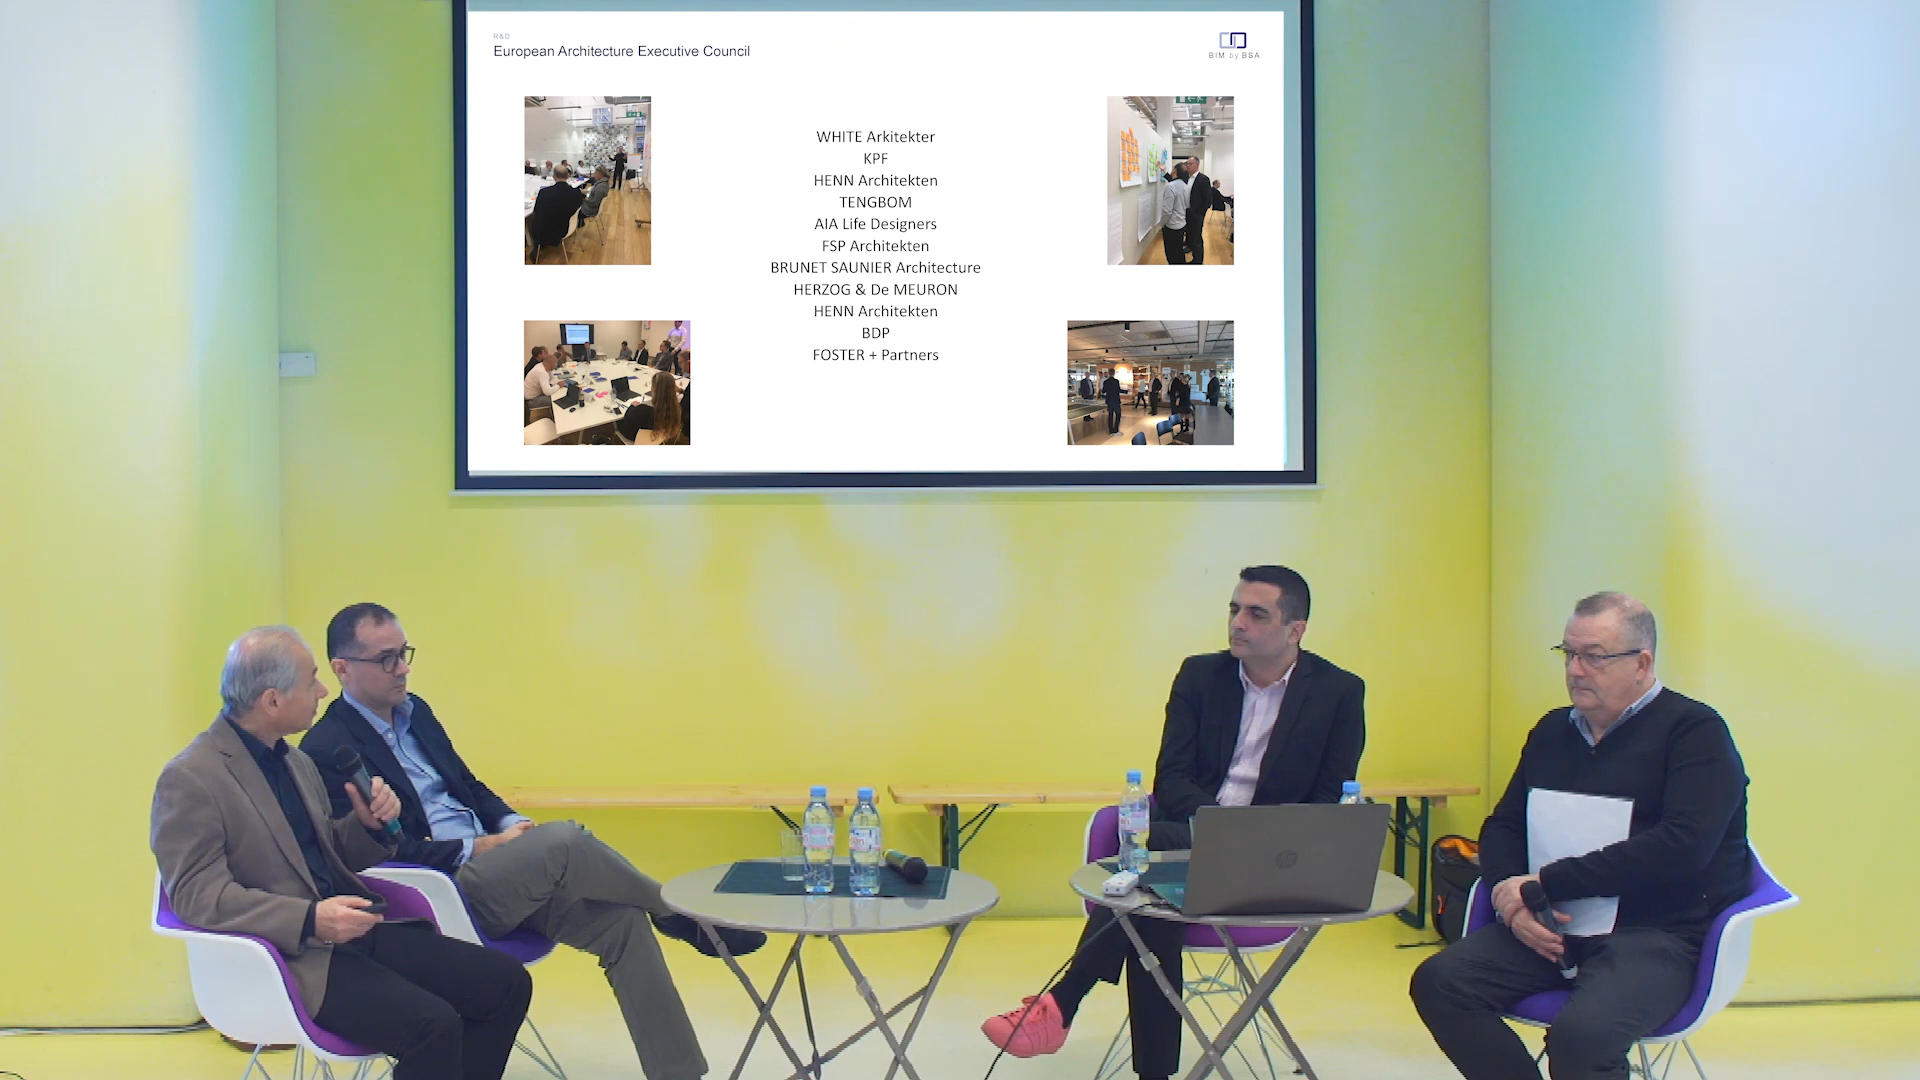 R&D
European Architecture Executive Council
BIM by BSA
WHITE Arkitekter
KPF
HENN Architekten
TENGBOM
AIA Life Designers
FSP Architekten
BRUNET SAUNIER Architecture
HERZOG & De MEURON
HENN Architekten
BDP
FOSTER + Partners